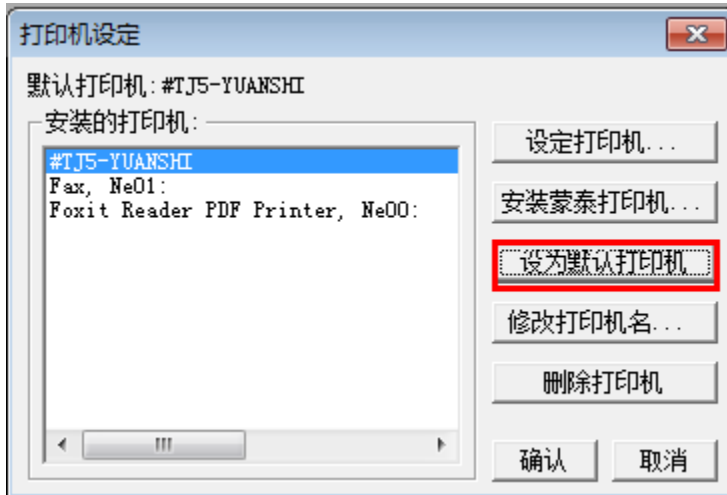 打印机设定
默认打印机:#TJ5-YUANSHI
安装的打印机:
#TJ5-YUANSHI
Fax, Ne01:
Foxit Reader PDF Printer, Ne00:
设定打印机...
安装蒙泰打印机...
设为默认打印机
修改打印机名...
删除打印机
确认
取消